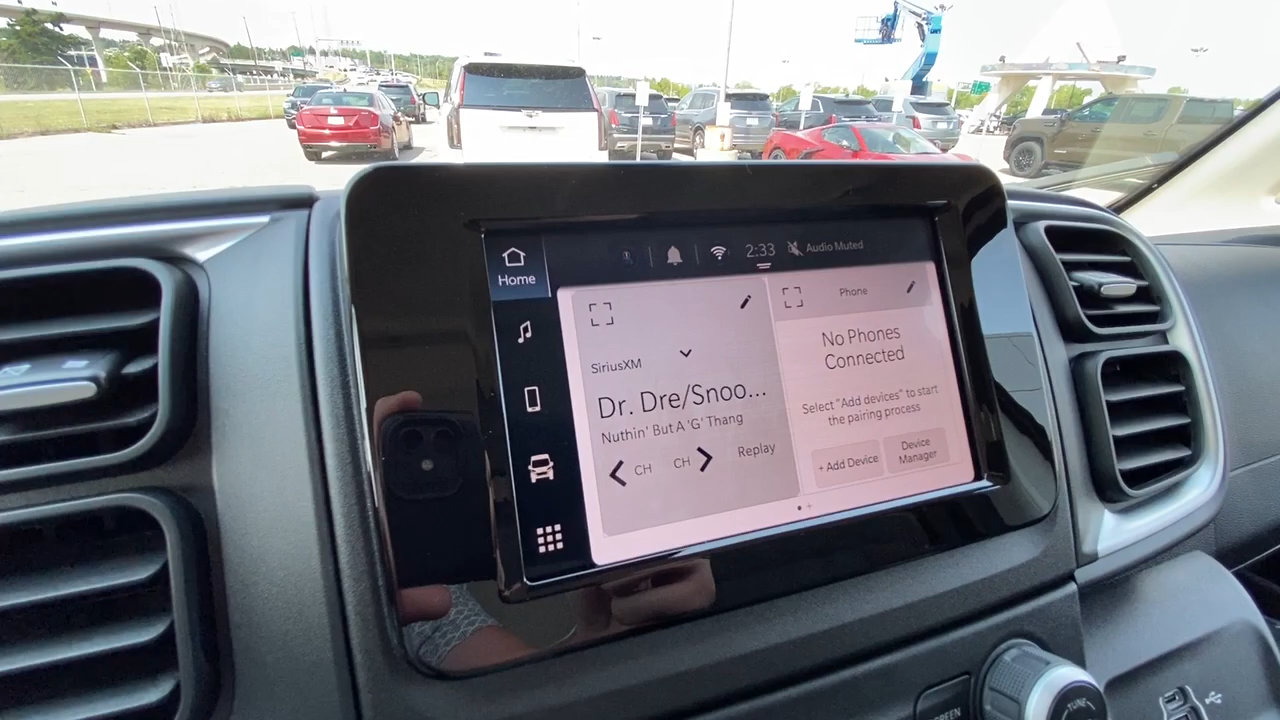 Home
2:33
Audio Muted
SiriusXM
Dr. Dre/Snoo...
Nuthin' But A 'G' Thang
CH
CH
Replay
Phone
No Phones
Connected
Select "Add devices" to start
the pairing process
+ Add Device
Device
Manager
TUNE